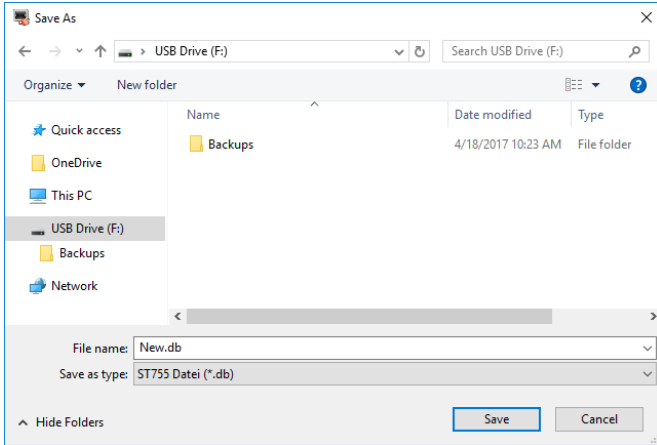 Save As
USB Drive (F:)
Search USB Drive (F:)
Organize
New folder
Name
Date modified
Type
Quick access
OneDrive
This PC
USB Drive (F:)
Backups
Network
Backups
4/18/2017 10:23 AM
File folder
File name: New.db
Save as type: ST755 Datei (*.db)
Hide Folders
Save
Cancel